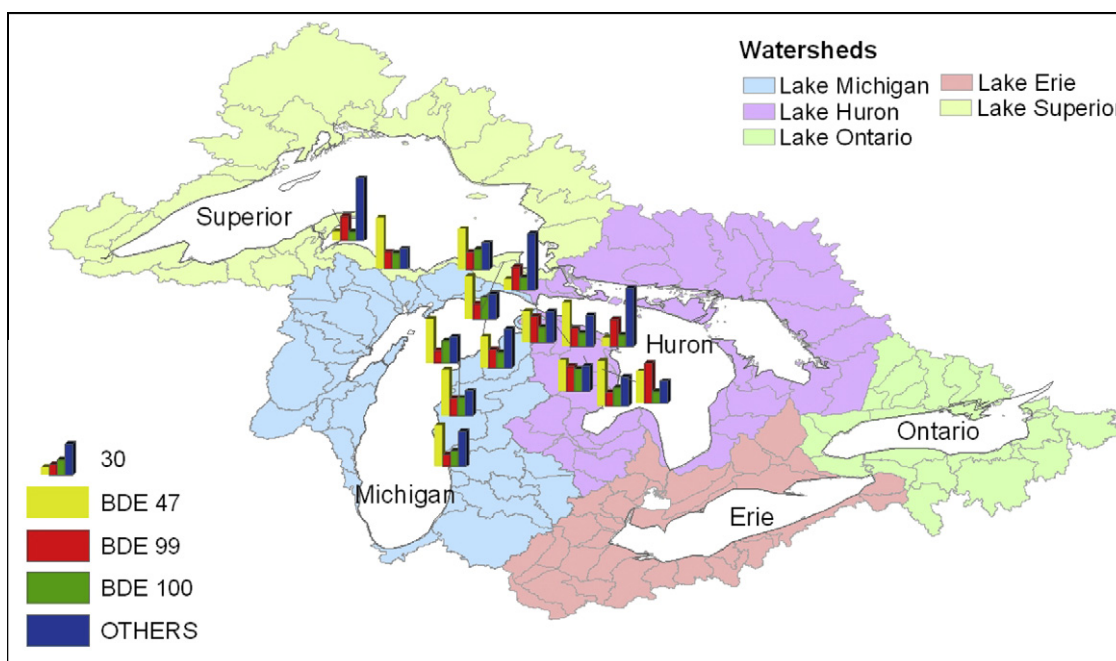 Watersheds
Lake Michigan
Lake Huron
Lake Ontario
Lake Erie
Lake Superior
Superior
Huron
Ontario
Michigan
Erie
30
BDE 47
BDE 99
BDE 100
OTHERS